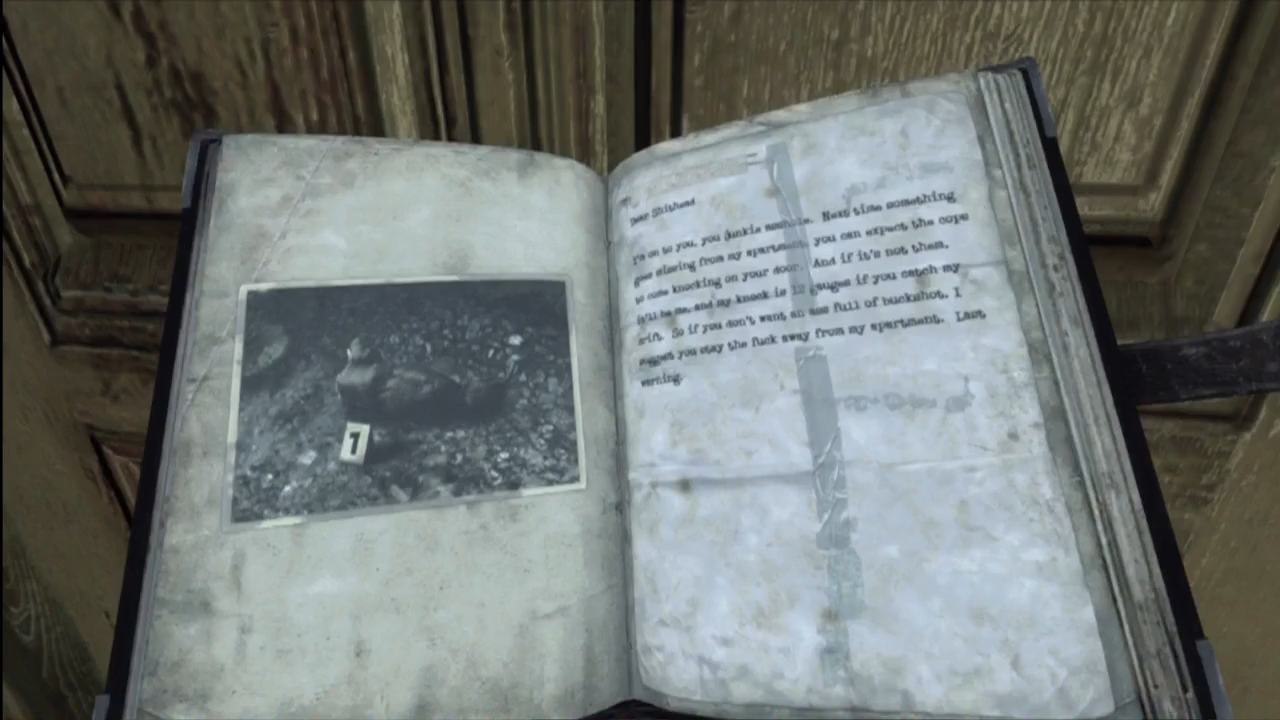 Dear Shithead
I'm on to you, you junkie asshole. Next time something
goes missing from my apartment, you can expect the cops
to come knocking on your door. And if it's not them,
it'll be me, and my knock is 12 gauges if you catch my
drift. So if you don't want an ass full of buckshot, I
suggest you stay the fuck away from my apartment. Last
warning.
1